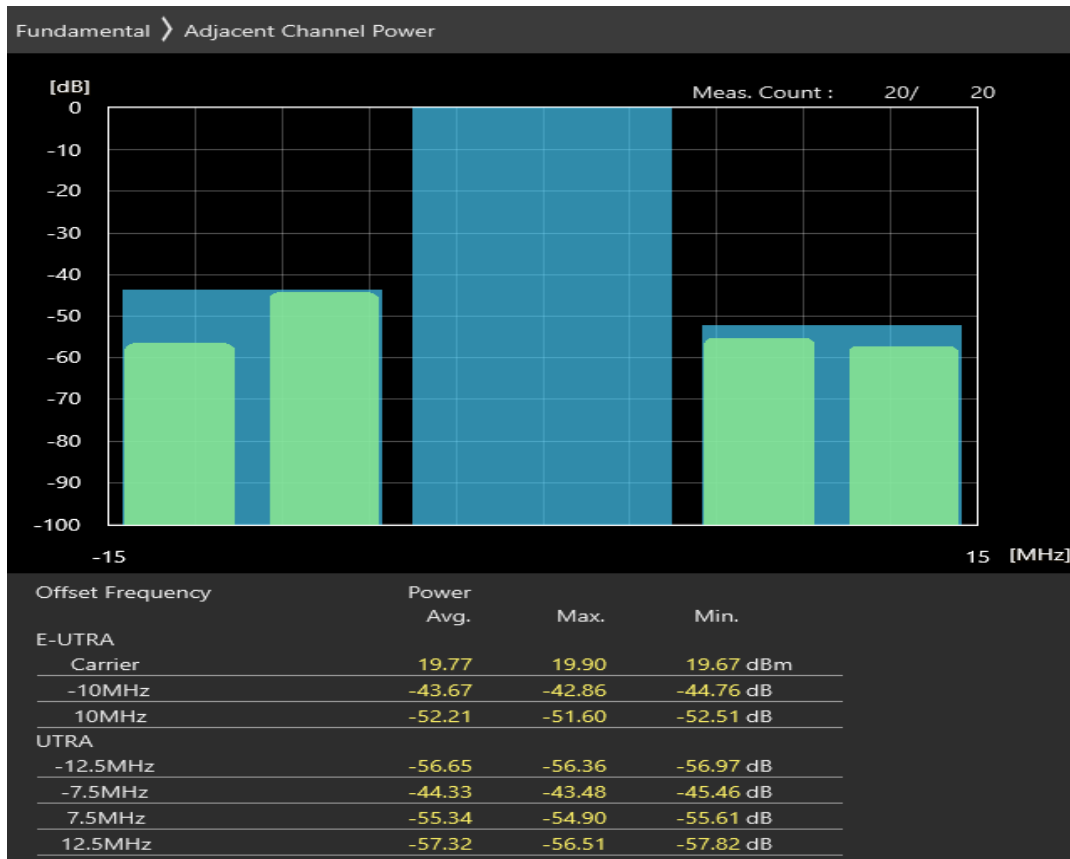 Fundamental 》 Adjacent Channel Power
[dB]
Meas. Count : 20/ 20
0
-10
-20
-30
-40
-50
-60
-70
-80
-90
-100
-15 15 [MHz]
Offset Frequency Power
Avg. Max. Min.
E-UTRA
Carrier 19.77 19.90 19.67 dBm
-10MHz -43.67 -42.86 -44.76 dB
10MHz -52.21 -51.60 -52.51 dB
UTRA
-12.5MHz -56.65 -56.36 -56.97 dB
-7.5MHz -44.33 -43.48 -45.46 dB
7.5MHz -55.34 -54.90 -55.61 dB
12.5MHz -57.32 -56.51 -57.82 dB